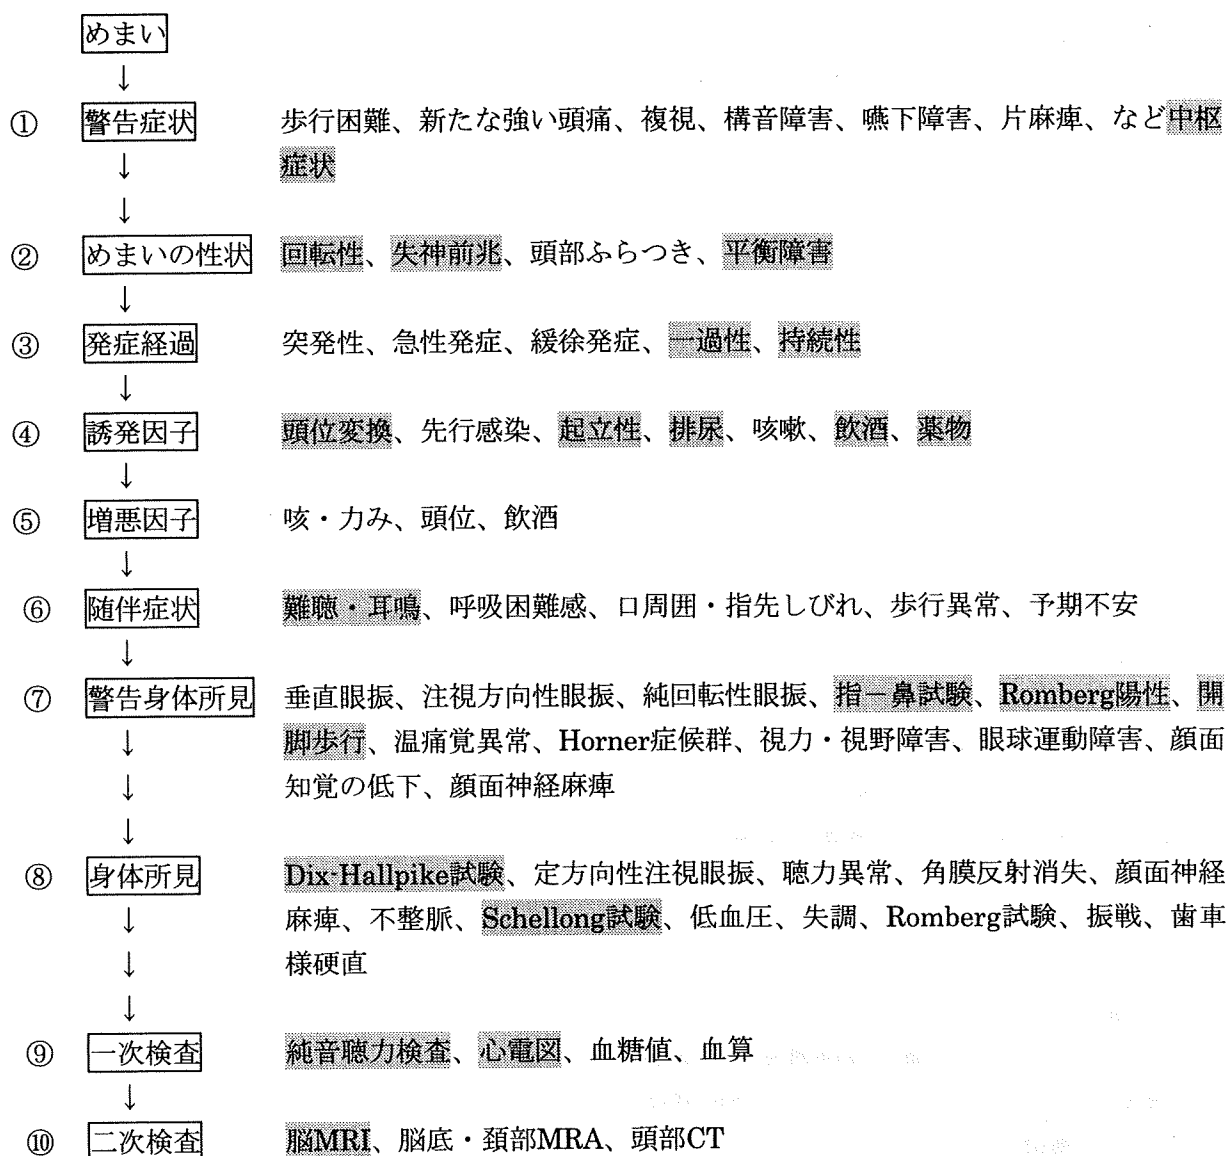 めまい
↓
① 警告症状 歩行困難、新たな強い頭痛、複視、構音障害、嚥下障害、片麻痺、など中枢
↓ 症状
↓
② めまいの性状 回転性、失神前兆、頭部ふらつき、平衡障害
↓
③ 発症経過 突発性、急性発症、緩徐発症、一過性、持続性
↓
④ 誘発因子 頭位変換、先行感染、起立性、排尿、咳嗽、飲酒、薬物
↓
⑤ 増悪因子 咳・力み、頭位、飲酒
↓
⑥ 随伴症状 難聴・耳鳴、呼吸困難感、口周囲・指先しびれ、歩行異常、予期不安
↓
⑦ 警告身体所見 垂直眼振、注視方向性眼振、純回転性眼振、指－鼻試験、Romberg陽性、開
↓ 脚歩行、温痛覚異常、Horner症候群、視力・視野障害、眼球運動障害、顔面
↓ 知覚の低下、顔面神経麻痺
↓
⑧ 身体所見 Dix-Hallpike試験、定方向性注視眼振、聴力異常、角膜反射消失、顔面神経
↓ 麻痺、不整脈、Schellong試験、低血圧、失調、Romberg試験、振戦、歯車
↓ 様硬直
↓
⑨ 一次検査 純音聴力検査、心電図、血糖値、血算
↓
⑩ 二次検査 脳MRI、脳底・頚部MRA、頭部CT